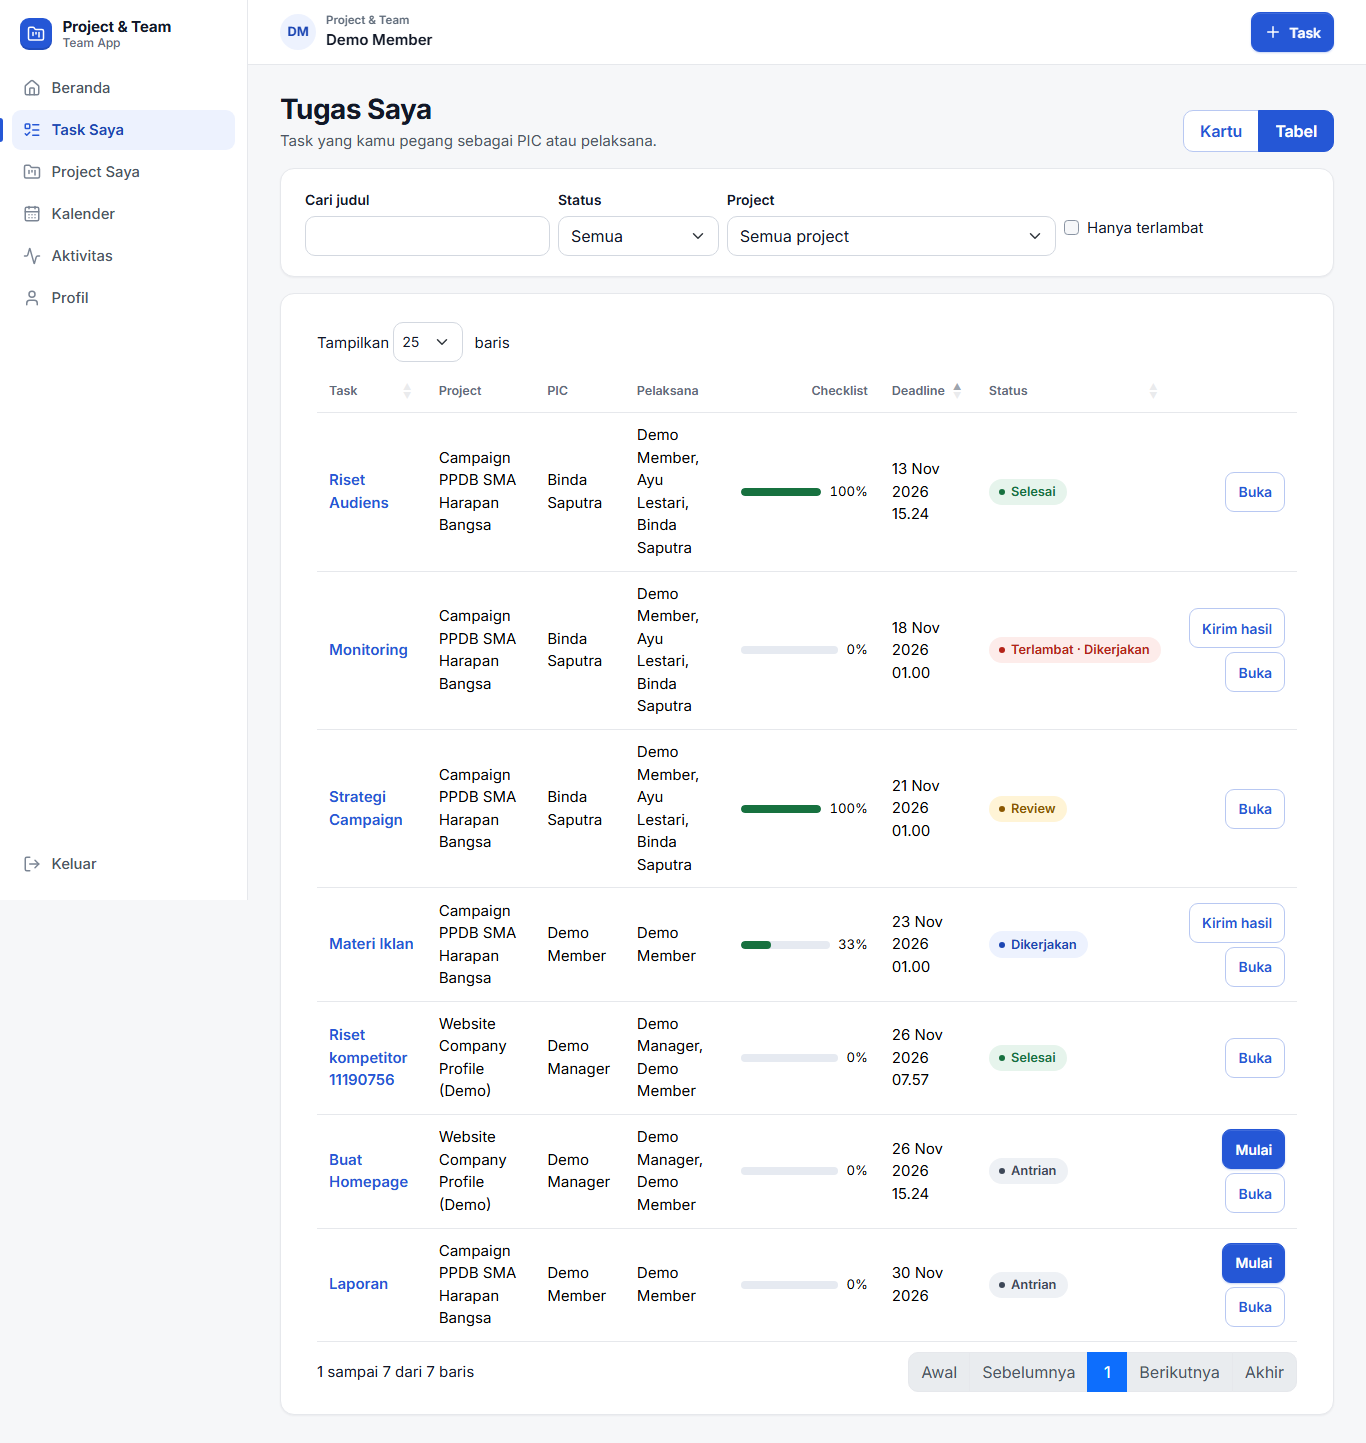 Project & Team
Team App
Beranda
Task Saya
Project Saya
Kalender
Aktivitas
Profil
Keluar
DM
Project & Team
Demo Member
+ Task
Tugas Saya
Task yang kamu pegang sebagai PIC atau pelaksana.
Kartu
Tabel
Cari judul
Status
Project
Semua
Semua project
Hanya terlambat
Tampilkan 25 baris
Task Project PIC Pelaksana Checklist Deadline Status
Riset
Audiens
Campaign
PPDB SMA
Harapan
Bangsa
Binda
Saputra
Demo
Member,
Ayu
Lestari,
Binda
Saputra
100%
13 Nov
2026
15.24
Selesai
Buka
Monitoring
Campaign
PPDB SMA
Harapan
Bangsa
Binda
Saputra
Demo
Member,
Ayu
Lestari,
Binda
Saputra
0%
18 Nov
2026
01.00
Terlambat · Dikerjakan
Kirim hasil
Buka
Strategi
Campaign
Campaign
PPDB SMA
Harapan
Bangsa
Binda
Saputra
Demo
Member,
Ayu
Lestari,
Binda
Saputra
100%
21 Nov
2026
01.00
Review
Buka
Materi Iklan
Campaign
PPDB SMA
Harapan
Bangsa
Demo
Member
Demo
Member
33%
23 Nov
2026
01.00
Dikerjakan
Kirim hasil
Buka
Riset
kompetitor
11190756
Website
Company
Profile
(Demo)
Demo
Manager
Demo
Manager,
Demo
Member
0%
26 Nov
2026
07.57
Selesai
Buka
Buat
Homepage
Website
Company
Profile
(Demo)
Demo
Manager
Demo
Manager,
Demo
Member
0%
26 Nov
2026
15.24
Antrian
Mulai
Buka
Laporan
Campaign
PPDB SMA
Harapan
Bangsa
Demo
Member
Demo
Member
0%
30 Nov
2026
Antrian
Mulai
Buka
1 sampai 7 dari 7 baris
Awal Sebelumnya 1 Berikutnya Akhir